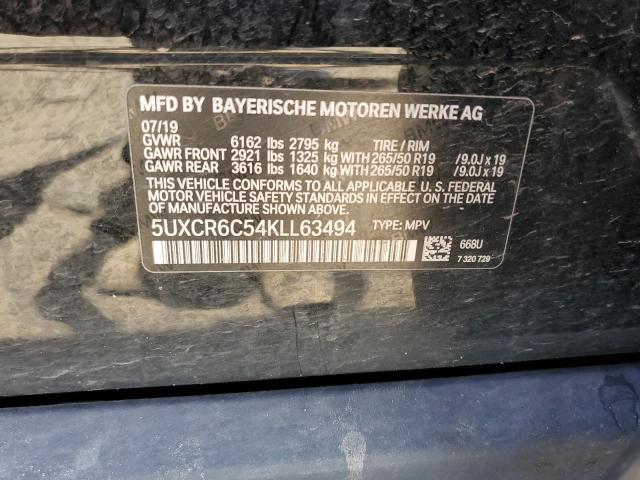 MFD BY BAYERISCHE MOTOREN WERKE AG
07/19
GVWR 6162 lbs 2795 kg TIRE / RIM
GAWR FRONT 2921 lbs 1325 kg WITH 265/50 R19 /9.0J x 19
GAWR REAR 3616 lbs 1640 kg WITH 265/50 R19 /9.0J x 19
THIS VEHICLE CONFORMS TO ALL APPLICABLE U. S. FEDERAL
MOTOR VEHICLE SAFETY STANDARDS IN EFFECT ON THE
DATE OF MANUFACTURE SHOWN ABOVE.
5UXCR6C54KLL63494 TYPE: MPV
668U
7 320 729